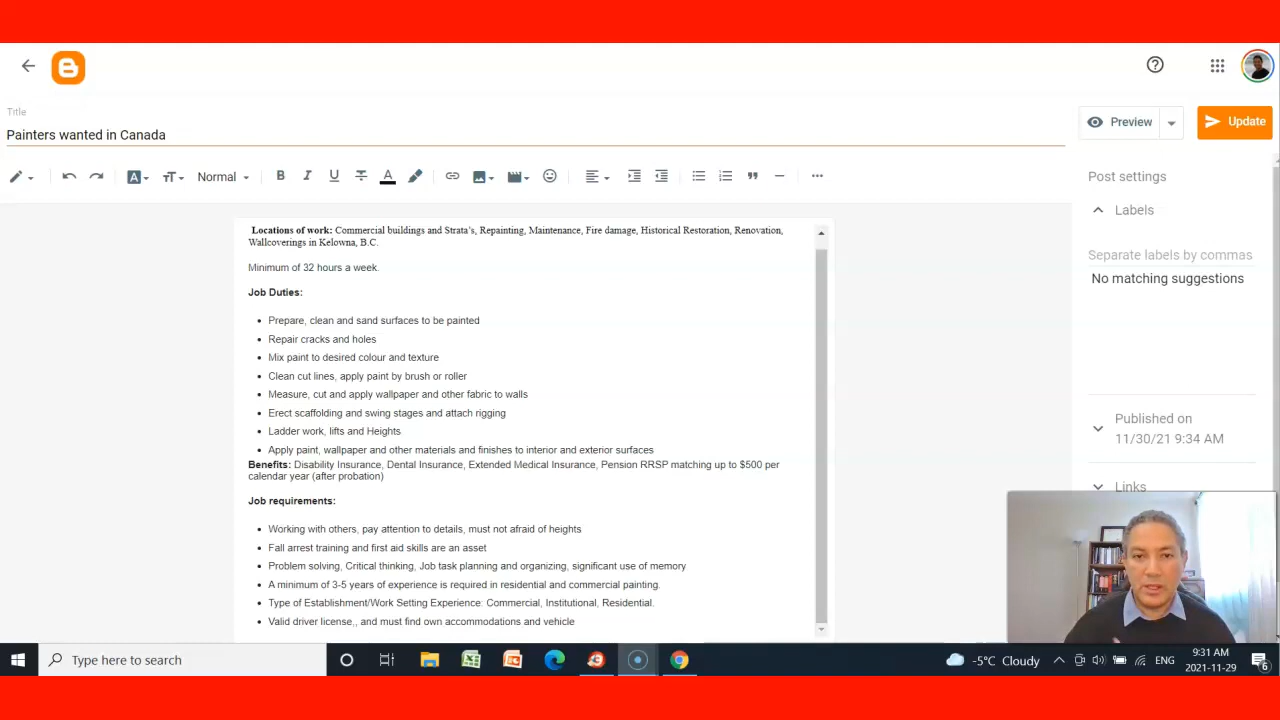 Title
Painters wanted in Canada
Preview
Update
Normal
B I U A
Post settings
Labels
Separate labels by commas
No matching suggestions
Published on
11/30/21 9:34 AM
Links
Locations of work: Commercial buildings and Strata's, Repainting, Maintenance, Fire damage, Historical Restoration, Renovation,
Wallcoverings in Kelowna, B.C.
Minimum of 32 hours a week.
Job Duties:
Prepare, clean and sand surfaces to be painted
Repair cracks and holes
Mix paint to desired colour and texture
Clean cut lines, apply paint by brush or roller
Measure, cut and apply wallpaper and other fabric to walls
Erect scaffolding and swing stages and attach rigging
Ladder work, lifts and Heights
Apply paint, wallpaper and other materials and finishes to interior and exterior surfaces
Benefits: Disability Insurance, Dental Insurance, Extended Medical Insurance, Pension RRSP matching up to $500 per
calendar year (after probation)
Job requirements:
Working with others, pay attention to details, must not afraid of heights
Fall arrest training and first aid skills are an asset
Problem solving, Critical thinking, Job task planning and organizing, significant use of memory
A minimum of 3-5 years of experience is required in residential and commercial painting.
Type of Establishment/Work Setting Experience: Commercial, Institutional, Residential.
Valid driver license,, and must find own accommodations and vehicle
Type here to search
-5°C Cloudy
ENG
9:31 AM
2021-11-29
6